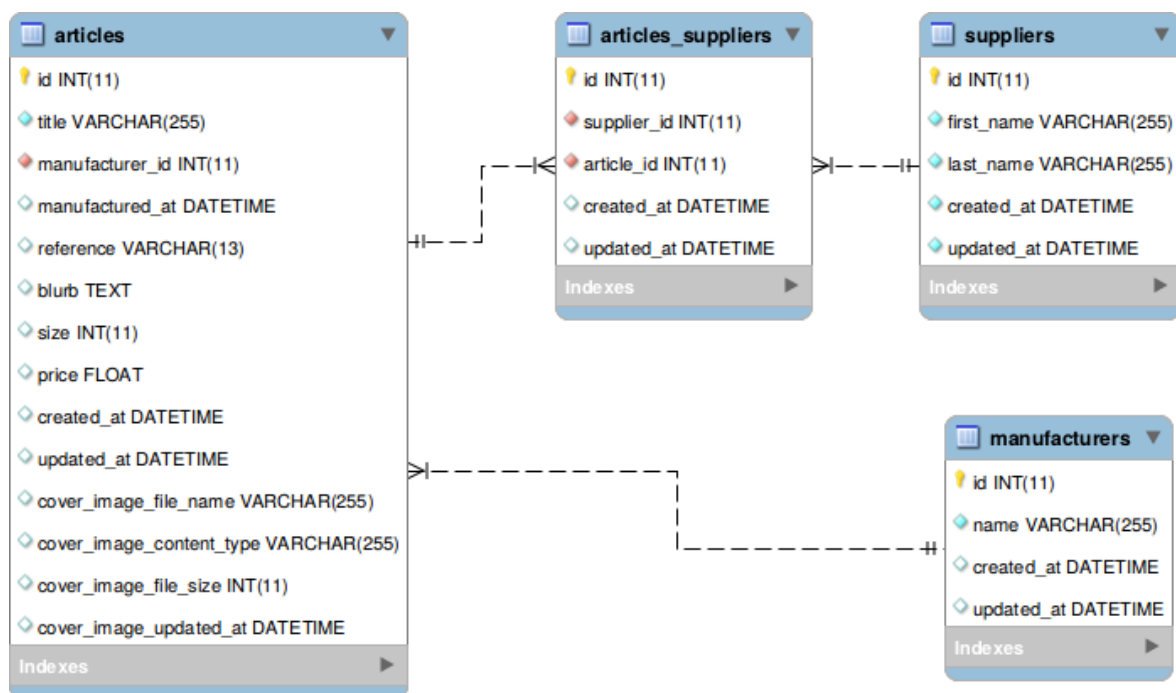 articles
id INT(11)
title VARCHAR(255)
manufacturer_id INT(11)
manufactured_at DATETIME
reference VARCHAR(13)
blurb TEXT
size INT(11)
price FLOAT
created_at DATETIME
updated_at DATETIME
cover_image_file_name VARCHAR(255)
cover_image_content_type VARCHAR(255)
cover_image_file_size INT(11)
cover_image_updated_at DATETIME
Indexes
articles_suppliers
id INT(11)
supplier_id INT(11)
article_id INT(11)
created_at DATETIME
updated_at DATETIME
Indexes
suppliers
id INT(11)
first_name VARCHAR(255)
last_name VARCHAR(255)
created_at DATETIME
updated_at DATETIME
Indexes
manufacturers
id INT(11)
name VARCHAR(255)
created_at DATETIME
updated_at DATETIME
Indexes